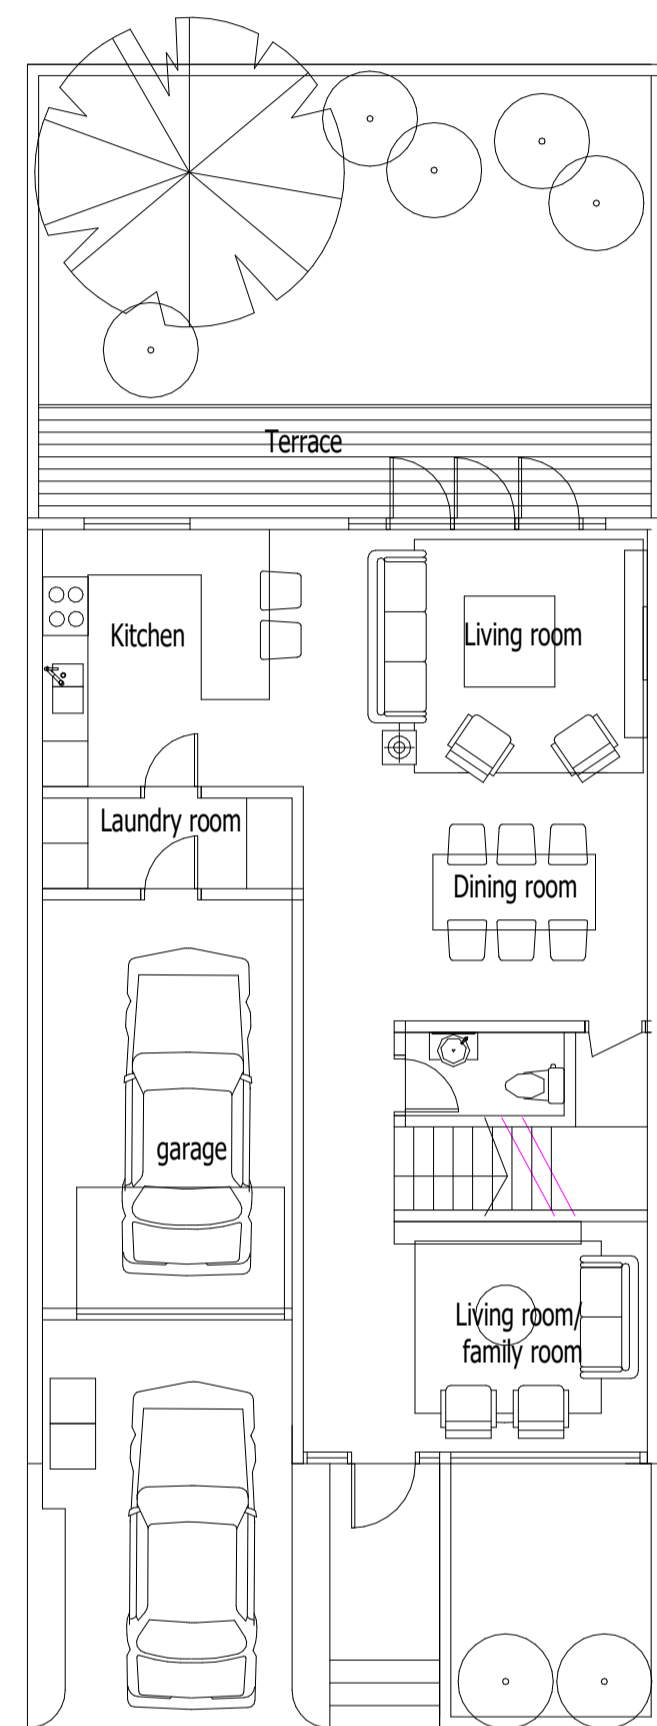 Terrace
Kitchen
Living room
Laundry room
Dining room
garage
Living room/
family room